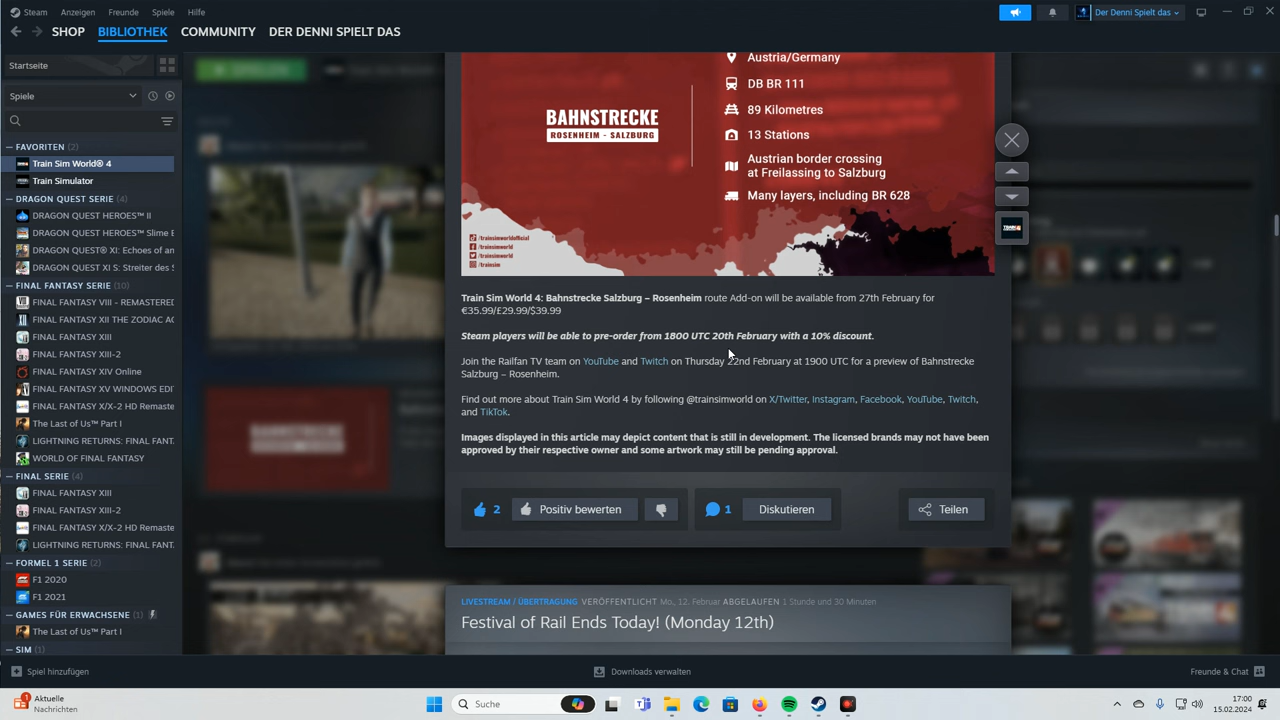 Steam Anzeigen Freunde Spiele Hilfe
Der Denni Spielt das
SHOP BIBLIOTHEK COMMUNITY DER DENNI SPIELT DAS
Startseite
Spiele
— FAVORITEN (2)
Train Sim World® 4
Train Simulator
— DRAGON QUEST SERIE (4)
DRAGON QUEST HEROES™ II
DRAGON QUEST HEROES™ Slime E
DRAGON QUEST® XI: Echoes of an
DRAGON QUEST XI S: Streiter des S
— FINAL FANTASY SERIE (10)
FINAL FANTASY VIII - REMASTERED
FINAL FANTASY XII THE ZODIAC AG
FINAL FANTASY XIII
FINAL FANTASY XIII-2
FINAL FANTASY XIV Online
FINAL FANTASY XV WINDOWS EDI
FINAL FANTASY X/X-2 HD Remaste
The Last of Us™ Part I
LIGHTNING RETURNS: FINAL FANT.
WORLD OF FINAL FANTASY
— FINAL SERIE (4)
FINAL FANTASY XIII
FINAL FANTASY XIII-2
FINAL FANTASY X/X-2 HD Remaste
LIGHTNING RETURNS: FINAL FANT.
— FORMEL 1 SERIE (2)
F1 2020
F1 2021
— GAMES FÜR ERWACHSENE (1)
The Last of Us™ Part I
— SIM (1)
Austria/Germany
DB BR 111
89 Kilometres
13 Stations
Austrian border crossing
at Freilassing to Salzburg
Many layers, including BR 628
BAHNSTRECKE
ROSENHEIM - SALZBURG
/trainsimworldofficial
/trainsimworld
/trainsimworld
/trainsim
Train Sim World 4: Bahnstrecke Salzburg – Rosenheim route Add-on will be available from 27th February for
€35.99/£29.99/$39.99
Steam players will be able to pre-order from 1800 UTC 20th February with a 10% discount.
Join the Railfan TV team on YouTube and Twitch on Thursday 22nd February at 1900 UTC for a preview of Bahnstrecke
Salzburg – Rosenheim.
Find out more about Train Sim World 4 by following @trainsimworld on X/Twitter, Instagram, Facebook, YouTube, Twitch,
and TikTok.
Images displayed in this article may depict content that is still in development. The licensed brands may not have been
approved by their respective owner and some artwork may still be pending approval.
2 Positiv bewerten 1 Diskutieren Teilen
LIVESTREAM / ÜBERTRAGUNG VERÖFFENTLICHT Mo., 12. Februar ABGELAUFEN 1 Stunde und 30 Minuten
Festival of Rail Ends Today! (Monday 12th)
Spiel hinzufügen Downloads verwalten Freunde & Chat
1 Aktuelle
Nachrichten
Suche
17:00
15.02.2024